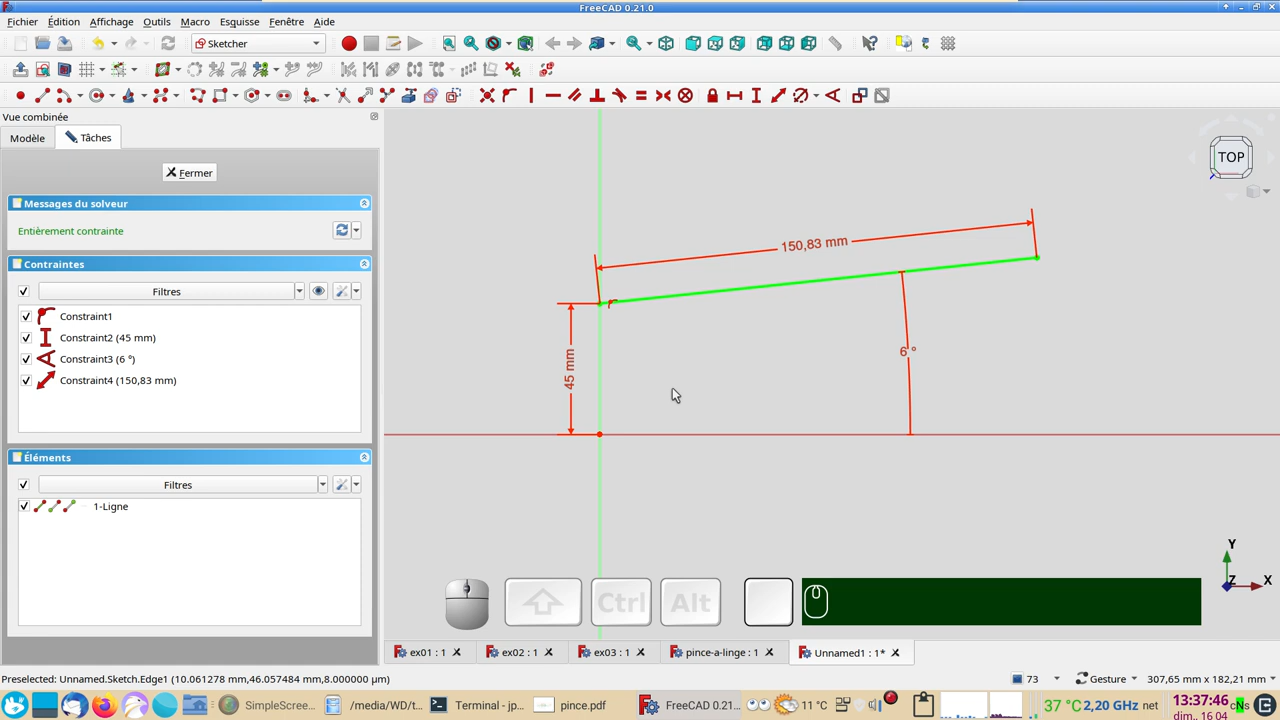 FreeCAD 0.21.0
Fichier Édition Affichage Outils Macro Esquisse Fenêtre Aide
Sketcher
Vue combinée
Modèle Tâches
Fermer
Messages du solveur
Entièrement contrainte
Contraintes
Filtres
Constraint1
Constraint2 (45 mm)
Constraint3 (6 °)
Constraint4 (150,83 mm)
Éléments
Filtres
1-Ligne
TOP
150,83 mm
45 mm
6 °
Y
Z X
Ctrl Alt
ex01 : 1 ex02 : 1 ex03 : 1 pince-a-linge : 1 Unnamed1 : 1*
Preselected: Unnamed.Sketch.Edge1 (10.061278 mm,46.057484 mm,8.000000 µm) 73 Gesture 307,65 mm x 182,21 mm
SimpleScree... /media/WD/t... Terminal - jp... pince.pdf FreeCAD 0.21... 11 °C 37 °C 2,20 GHz net 13:37:46
dim.. 16 04